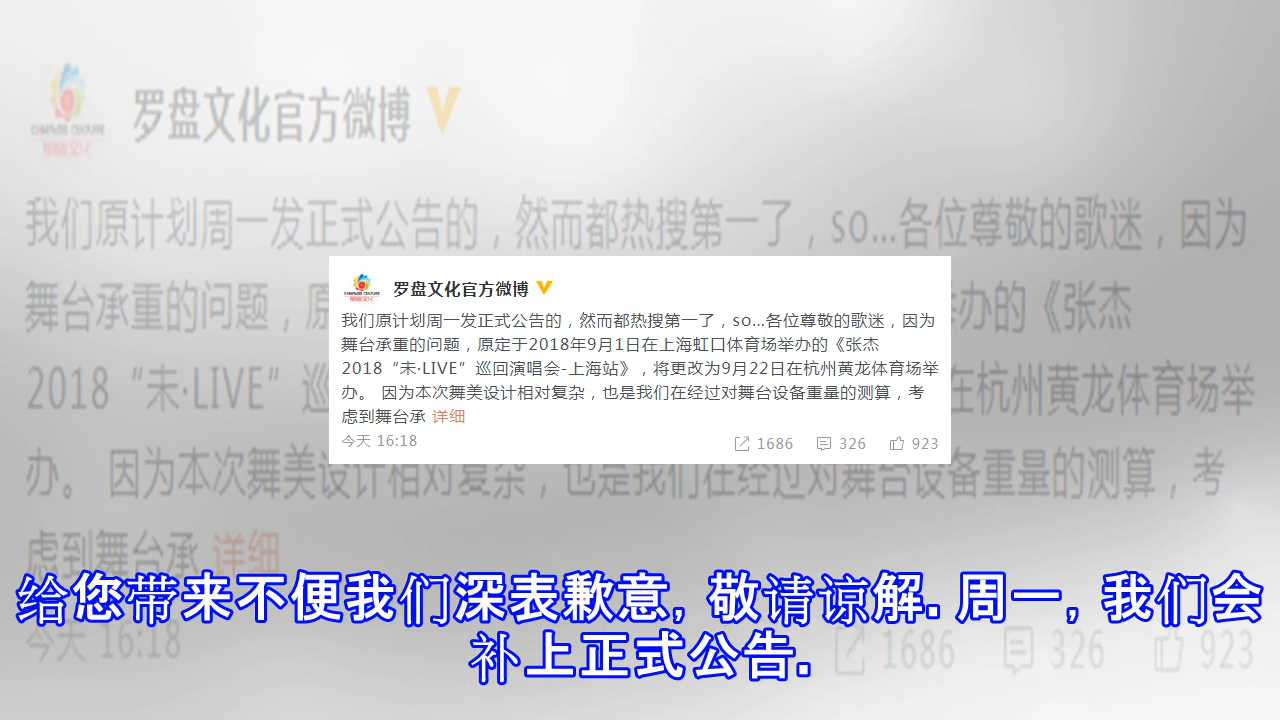 罗盘文化官方微博
我们原计划周一发正式公告的，然而都热搜第一了，so...各位尊敬的歌迷，因为
舞台承重的问题，原定于2018年9月1日在上海虹口体育场举办的《张杰
2018“未·LIVE”巡回演唱会-上海站》，将更改为9月22日在杭州黄龙体育场举
办。 因为本次舞美设计相对复杂，也是我们在经过对舞台设备重量的测算，考
虑到舞台承 详细
今天 16:18 1686 326 923
给您带来不便我们深表歉意, 敬请谅解. 周一, 我们会
补上正式公告.